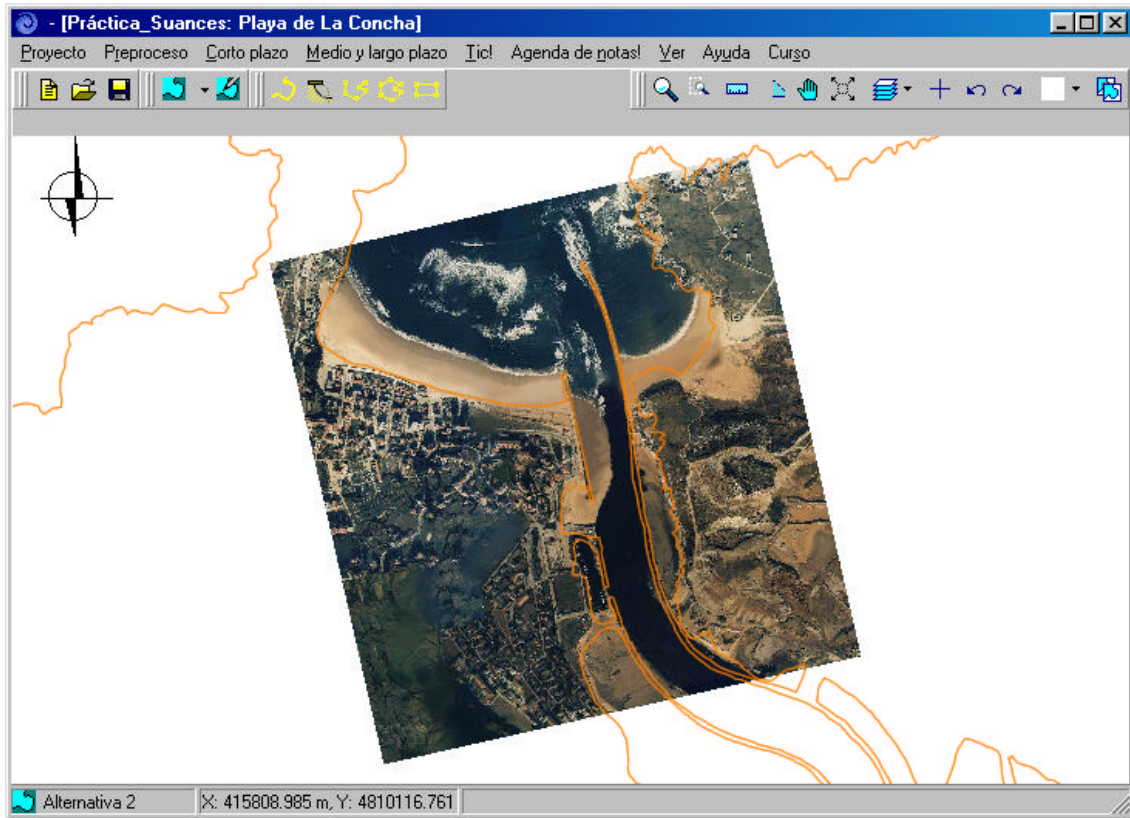 - [Práctica_Suances: Playa de La Concha]
Proyecto Preproceso Corto plazo Medio y largo plazo Tic! Agenda de notas! Ver Ayuda Curso
Alternativa 2 X: 415808.985 m, Y: 4810116.761